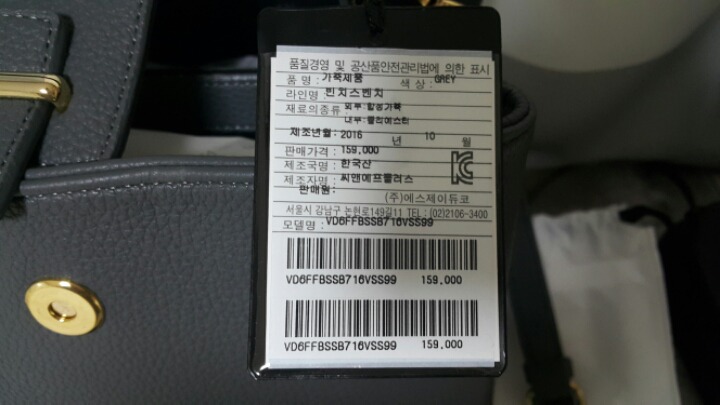 품질경영 및 공산품안전관리법에 의한 표시
품 명 : 가죽제품 색 상 : GREY
라인명 : 빈치스벤치
재료의종류 : 외부:합성가죽
내부:폴리에스터
제조년월: 2016 년 10 월
판매가격 : 159,000
제조국명 : 한국산
제조자명 : 씨앤에프플러스
판매원: (주)에스제이듀코
서울시 강남구 논현로149길11 TEL : (02)2106-3400
모델명 : VD6FFBSSB716VSS99
VD6FFBSSB716VSS99 159,000
VD6FFBSSB716VSS99 159,000